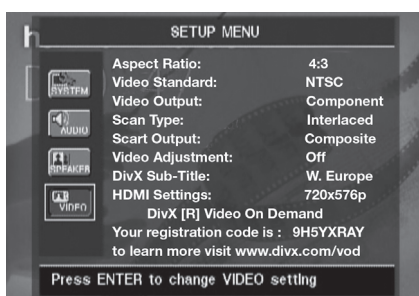 SETUP MENU
Aspect Ratio: 4:3
SYSTEM
Video Standard: NTSC
Video Output: Component
AUDIO
Scan Type: Interlaced
Scart Output: Composite
SPEAKER
Video Adjustment: Off
DivX Sub-Title: W. Europe
VIDEO
HDMI Settings: 720x576p
DivX [R] Video On Demand
Your registration code is : 9H5YXRAY
to learn more visit www.divx.com/vod
Press ENTER to change VIDEO setting